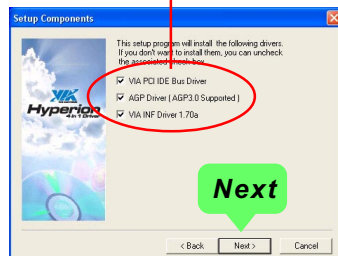 Setup Components
This setup program will install the following drivers.
If you don't want to install them, you can uncheck
the associated check box.
VIA PCI IDE Bus Driver
AGP Driver ( AGP3.0 Supported )
VIA INF Driver 1.70a
VIA
Hyperion
4 in 1 Driver
Next
< Back
Next >
Cancel